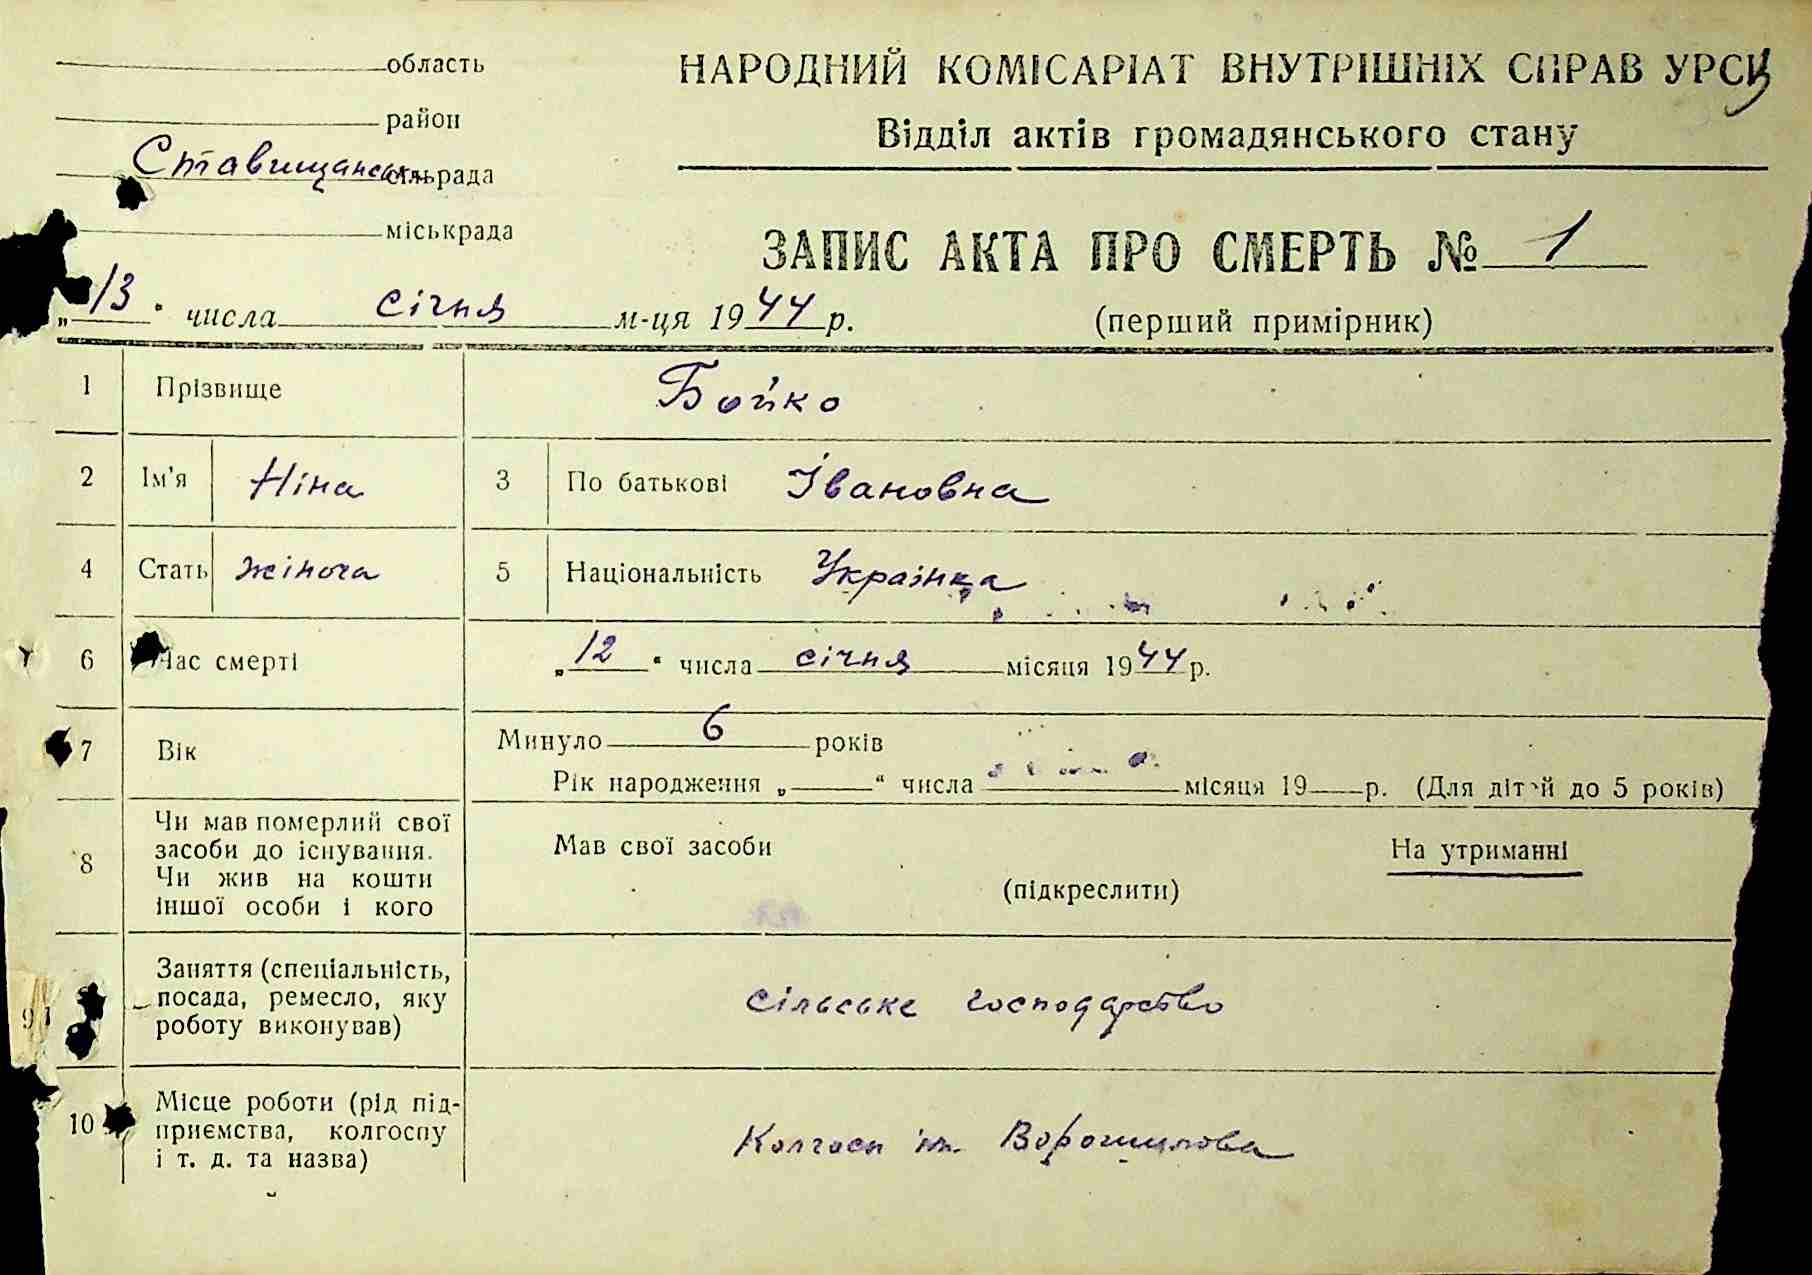 область
район
Ставищанськ сільрада
міськрада
НАРОДНИЙ КОМІСАРІАТ ВНУТРІШНІХ СПРАВ УРСР
Відділ актів громадянського стану
ЗАПИС АКТА ПРО СМЕРТЬ № 1
(перший примірник)
„13“ числа січня м-ця 1944 р.
1 Прізвище Бойко
2 Ім'я Ніна 3 По батькові Івановна
4 Стать жіноча 5 Національність Українка
6 Час смерті „12“ числа січня місяця 1944 р.
7 Вік Минуло 6 років
Рік народження „ “ числа місяця 19 р. (Для дітей до 5 років)
8 Чи мав померлий свої
засоби до існування.
Чи жив на кошти
іншої особи і кого
Мав свої засоби На утриманні
(підкреслити)
9 Заняття (спеціальність,
посада, ремесло, яку
роботу виконував)
сільське господарство
10 Місце роботи (рід під-
приємства, колгоспу
і т. д. та назва)
Колгосп ім. Ворошилова